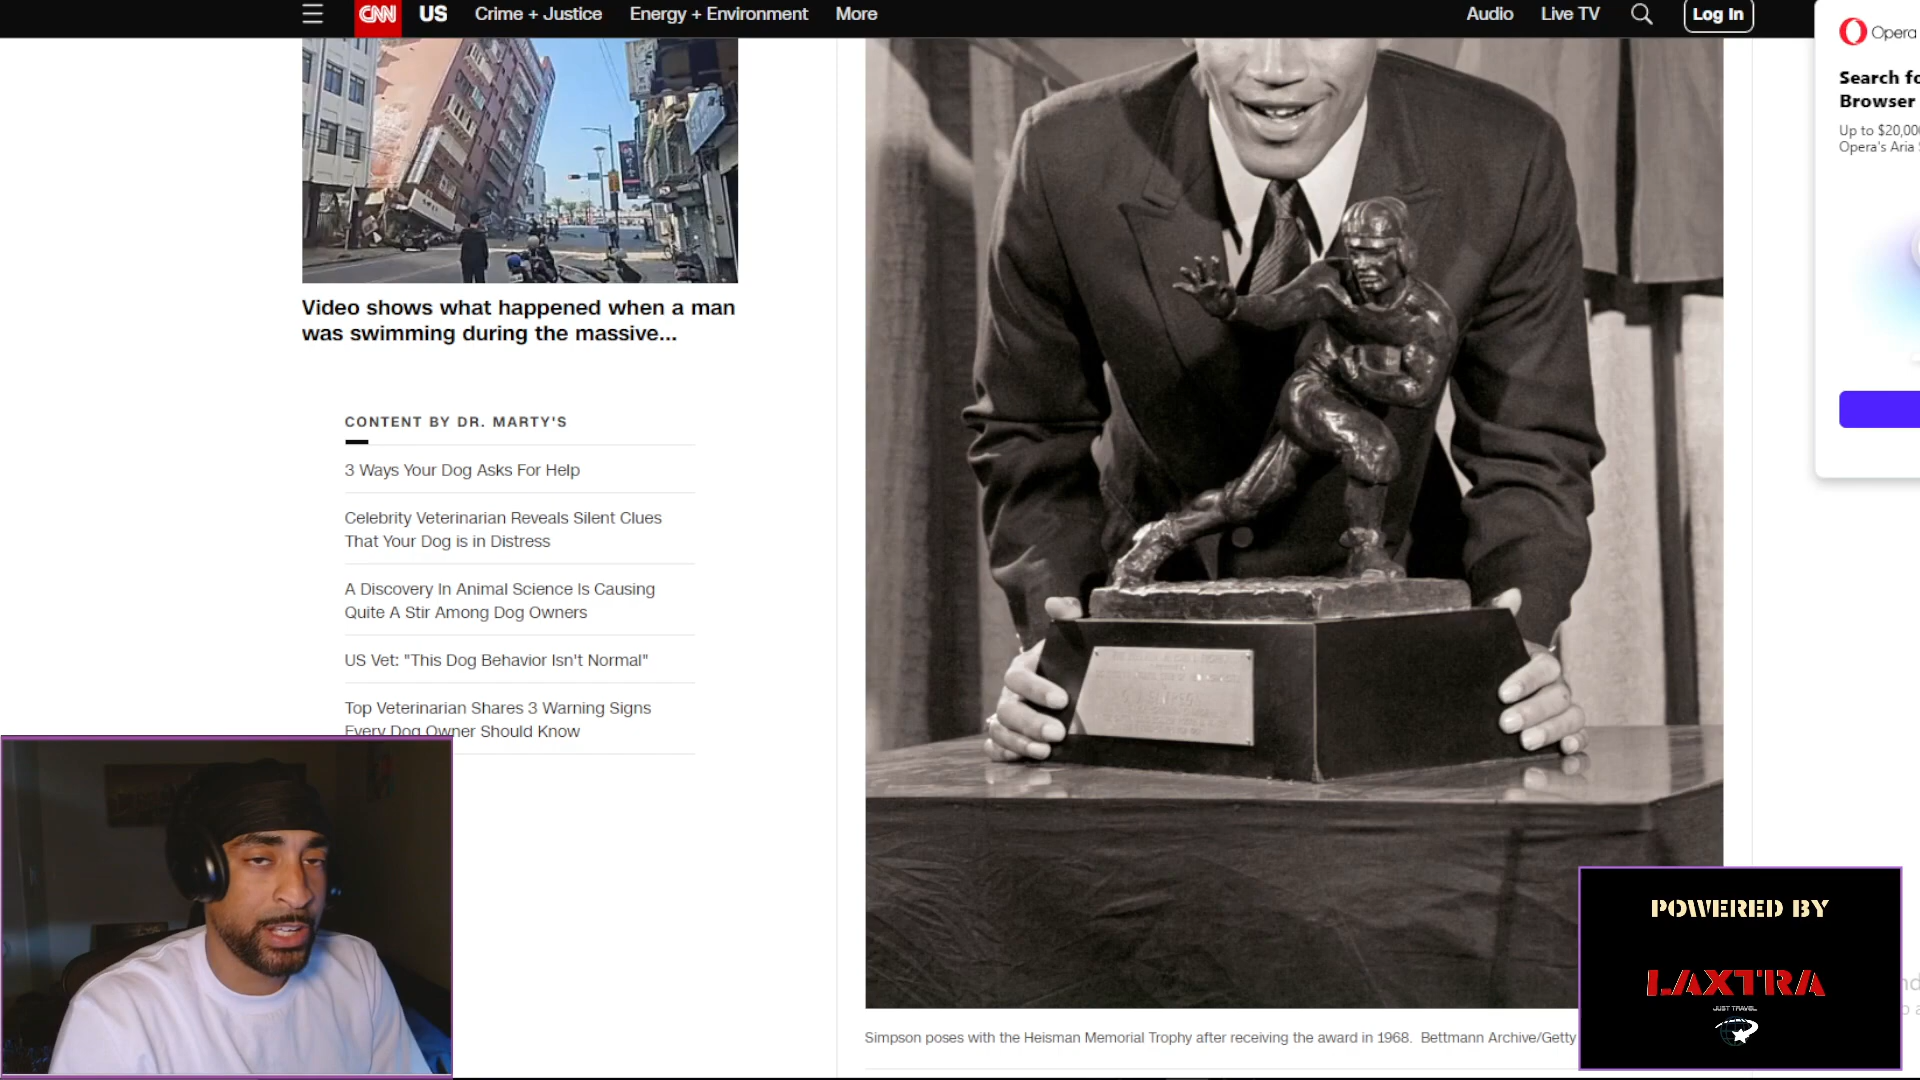 CNN US Crime + Justice Energy + Environment More Audio Live TV Log In
Opera
Search fo
Browser
Up to $20,000
Opera's Aria
Video shows what happened when a man
was swimming during the massive...
CONTENT BY DR. MARTY'S
3 Ways Your Dog Asks For Help
Celebrity Veterinarian Reveals Silent Clues
That Your Dog is in Distress
A Discovery In Animal Science Is Causing
Quite A Stir Among Dog Owners
US Vet: "This Dog Behavior Isn't Normal"
Top Veterinarian Shares 3 Warning Signs
Every Dog Owner Should Know
Simpson poses with the Heisman Memorial Trophy after receiving the award in 1968. Bettmann Archive/Getty
POWERED BY
LAXTRA
JUST TRAVEL